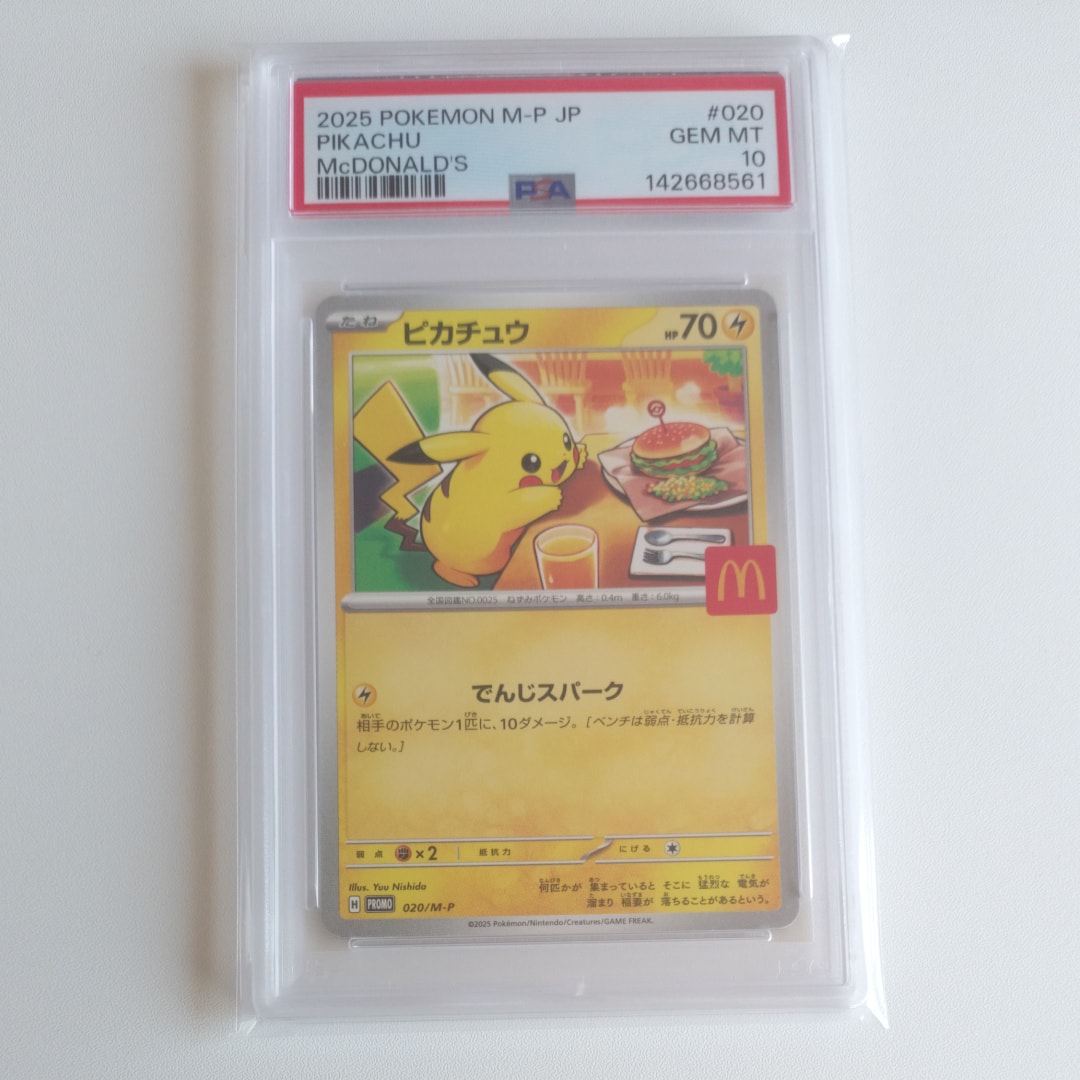 2025 POKEMON M-P JP #020
PIKACHU GEM MT
McDONALD'S 10
PSA 142668561
たね ピカチュウ HP70
全国図鑑NO.0025 ねずみポケモン 高さ:0.4m 重さ:6.0kg
でんじスパーク
相手のポケモン1匹に、10ダメージ。[ベンチは弱点・抵抗力を計算
しない。]
弱点 ×2 抵抗力 にげる
Illus. Yuu Nishida
何匹かが 集まっていると そこに 猛烈な 電気が
溜まり 稲妻が 落ちることがあるという。
H PROMO 020/M-P
©2025 Pokémon/Nintendo/Creatures/GAME FREAK.